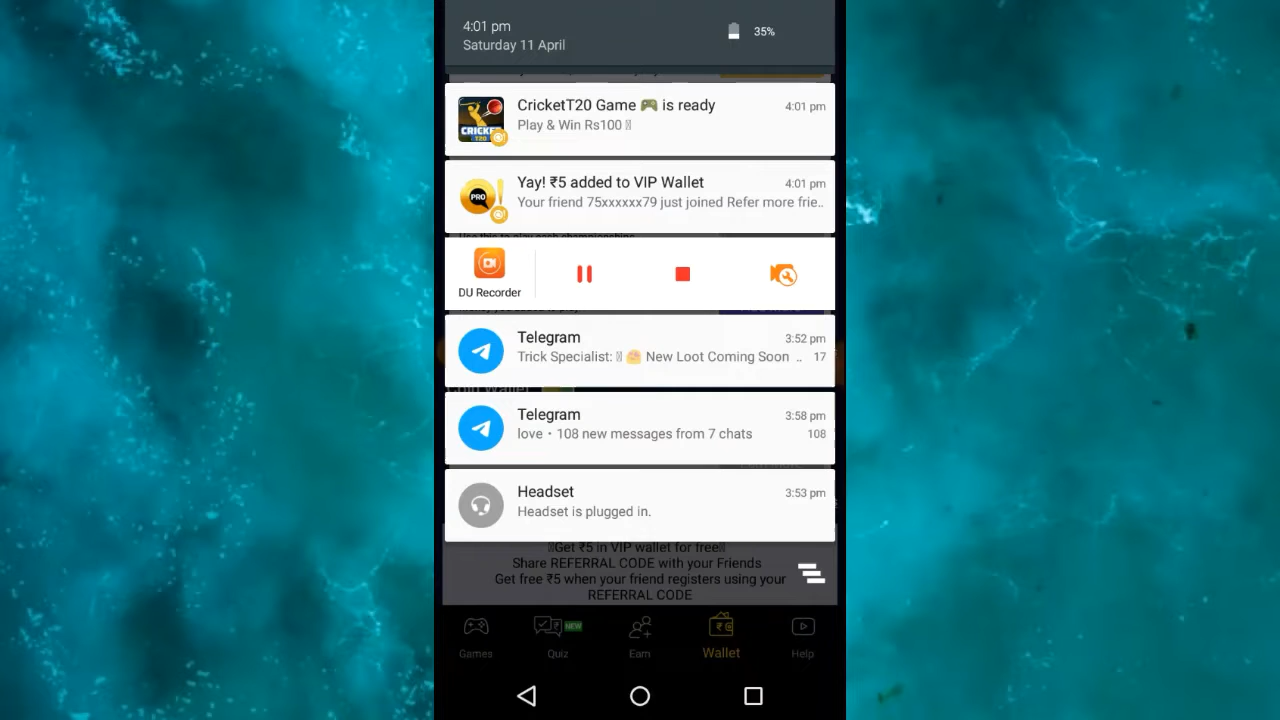 4:01 pm
35%
Saturday 11 April
CricketT20 Game 🎮 is ready
4:01 pm
Play & Win Rs100
CRICKET
T20
Yay! ₹5 added to VIP Wallet
4:01 pm
PRO
Your friend 75xxxxxx79 just joined Refer more frie..
DU Recorder
Telegram
3:52 pm
Trick Specialist: New Loot Coming Soon ..
17
Coin Wallet
Telegram
3:58 pm
love • 108 new messages from 7 chats
108
Headset
3:53 pm
Headset is plugged in.
Get ₹5 in VIP wallet for free
Share REFERRAL CODE with your Friends
Get free ₹5 when your friend registers using your
REFERRAL CODE
NEW
Games
Quiz
Earn
Wallet
Help